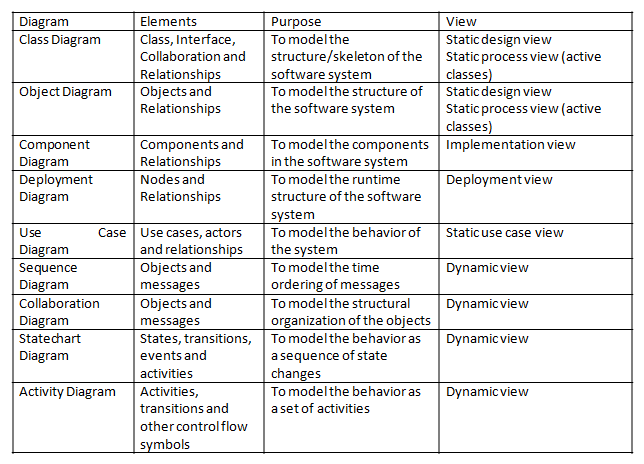 Diagram Elements Purpose View
Class Diagram Class, Interface, Collaboration and Relationships To model the structure/skeleton of the software system Static design view Static process view (active classes)
Object Diagram Objects and Relationships To model the structure of the software system Static design view Static process view (active classes)
Component Diagram Components and Relationships To model the components in the software system Implementation view
Deployment Diagram Nodes and Relationships To model the runtime structure of the software system Deployment view
Use Case Diagram Use cases, actors and relationships To model the behavior of the system Static use case view
Sequence Diagram Objects and messages To model the time ordering of messages Dynamic view
Collaboration Diagram Objects and messages To model the structural organization of the objects Dynamic view
Statechart Diagram States, transitions, events and activities To model the behavior as a sequence of state changes Dynamic view
Activity Diagram Activities, transitions and other control flow symbols To model the behavior as a set of activities Dynamic view